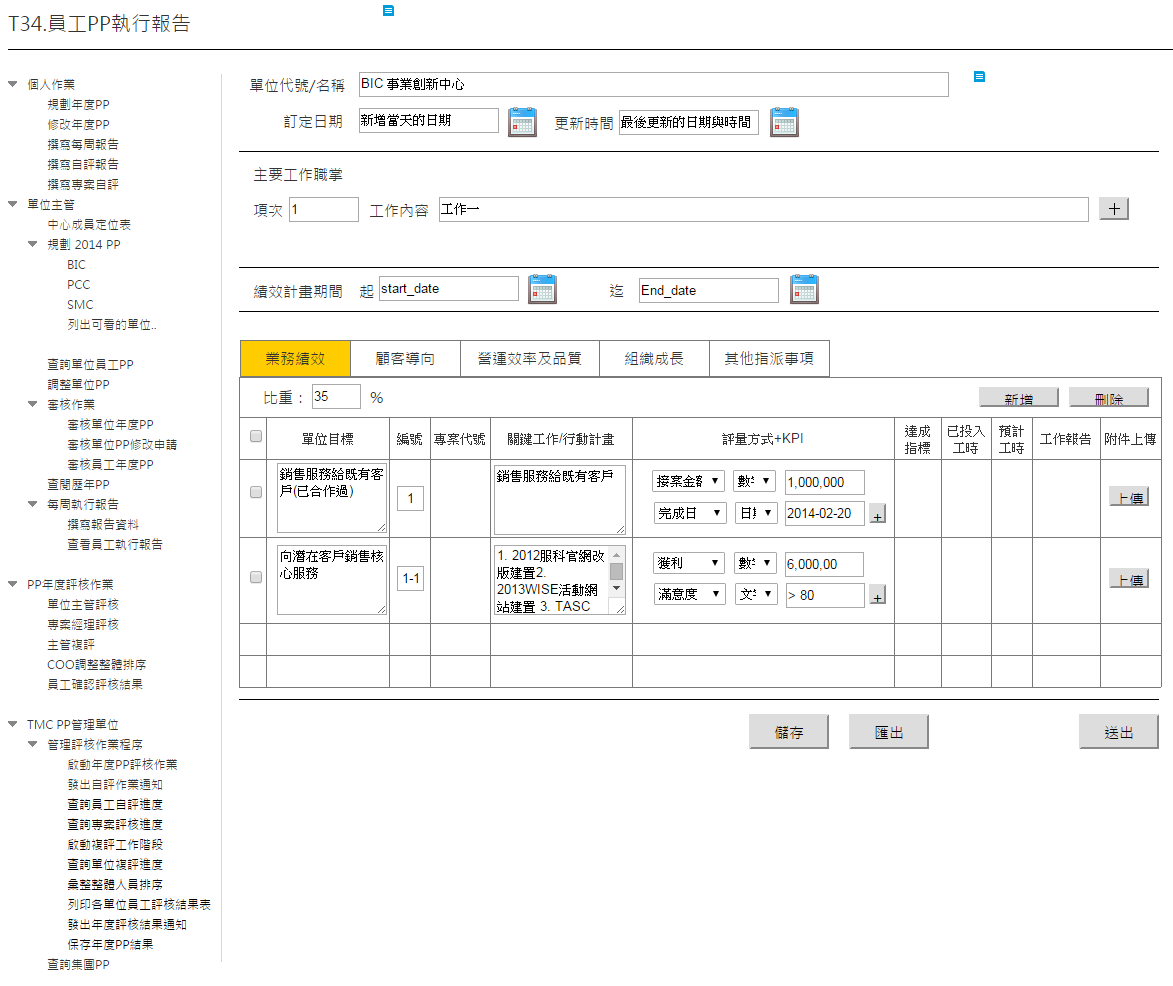 T34.員工PP執行報告
個人作業
規劃年度PP
修改年度PP
撰寫每周報告
撰寫自評報告
撰寫專案自評
單位主管
中心成員定位表
規劃 2014 PP
BIC
PCC
SMC
列出可看的單位..
查詢單位員工PP
調整單位PP
審核作業
審核單位年度PP
審核單位PP修改申請
審核員工年度PP
查閱歷年PP
每周執行報告
撰寫報告資料
查看員工執行報告
PP年度評核作業
單位主管評核
專案經理評核
主管複評
COO調整整體排序
員工確認評核結果
TMC PP管理單位
管理評核作業程序
啟動年度PP評核作業
發出自評作業通知
查詢員工自評進度
查詢專案評核進度
啟動複評工作階段
查詢單位複評進度
彙整整體人員排序
列印各單位員工評核結果表
發出年度評核結果通知
保存年度PP結果
查詢集團PP
單位代號/名稱 BIC 事業創新中心
訂定日期 新增當天的日期 更新時間 最後更新的日期與時間
主要工作職掌
項次 1 工作內容 工作一 +
績效計畫期間 起 start_date 迄 End_date
業務績效 顧客導向 營運效率及品質 組織成長 其他指派事項
比重： 35 % 新增 刪除
單位目標 編號 專案代號 關鍵工作/行動計畫 評量方式+KPI 達成指標 已投入工時 預計工時 工作報告 附件上傳
銷售服務給既有客
戶(已合作過)
1
銷售服務給既有客戶
接案金額 數 1,000,000
完成日 日期 2014-02-20 +
上傳
向潛在客戶銷售核
心服務
1-1
1. 2012服科官網改
版建置2.
2013WISE活動網
站建置 3. TASC
獲利 數 6,000,00
滿意度 文 > 80 +
上傳
儲存 匯出 送出